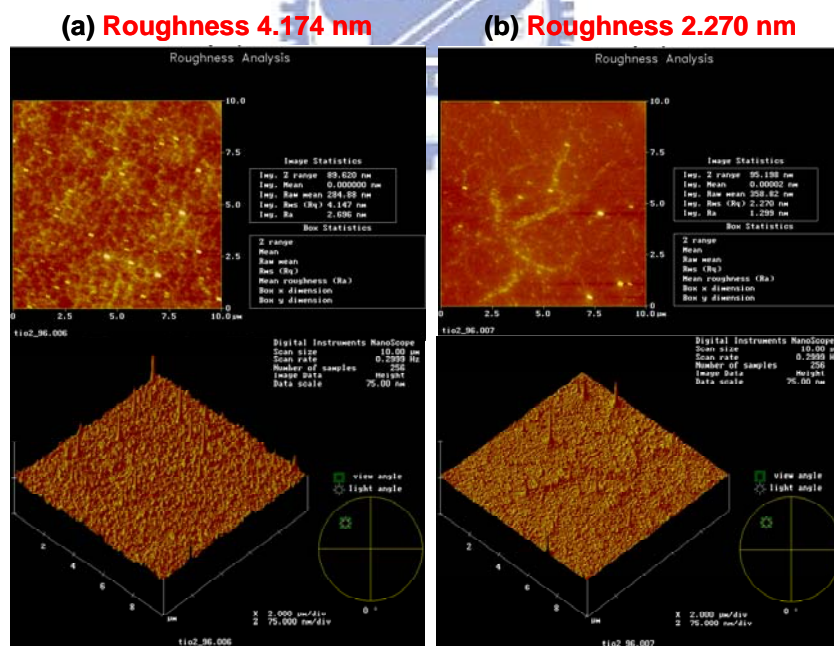 (a) Roughness 4.174 nm
Roughness Analysis
10.0
7.5
5.0
2.5
0
0
2.5
5.0
7.5
10.0
µm
Image Statistics
Img. Z range 89.620 nm
Img. Mean 0.000000 nm
Img. Raw mean 284.88 nm
Img. Rms (Rq) 4.147 nm
Img. Ra 2.696 nm
Box Statistics
Z range
Mean
Raw mean
Rms (Rq)
Mean roughness (Ra)
Box x dimension
Box y dimension
tio2_96.006
Digital Instruments NanoScope
Scan size 10.00 µm
Scan rate 0.2999 Hz
Number of samples 256
Image Data Height
Data scale 75.00 nm
view angle
light angle
0 °
2
4
6
8
µm
X 2.000 µm/div
Z 75.000 nm/div
tio2_96.006
(b) Roughness 2.270 nm
Roughness Analysis
10.0
7.5
5.0
2.5
0
0
2.5
5.0
7.5
10.0
µm
Image Statistics
Img. Z range 95.198 nm
Img. Mean 0.00002 nm
Img. Raw mean 358.82 nm
Img. Rms (Rq) 2.270 nm
Img. Ra 1.299 nm
Box Statistics
Z range
Mean
Raw mean
Rms (Rq)
Mean roughness (Ra)
Box x dimension
Box y dimension
tio2_96.007
Digital Instruments NanoScope
Scan size 10.00 µm
Scan rate 0.2999 Hz
Number of samples 256
Image Data Height
Data scale 75.00 nm
view angle
light angle
0 °
2
4
6
8
µm
X 2.000 µm/div
Z 75.000 nm/div
tio2_96.007